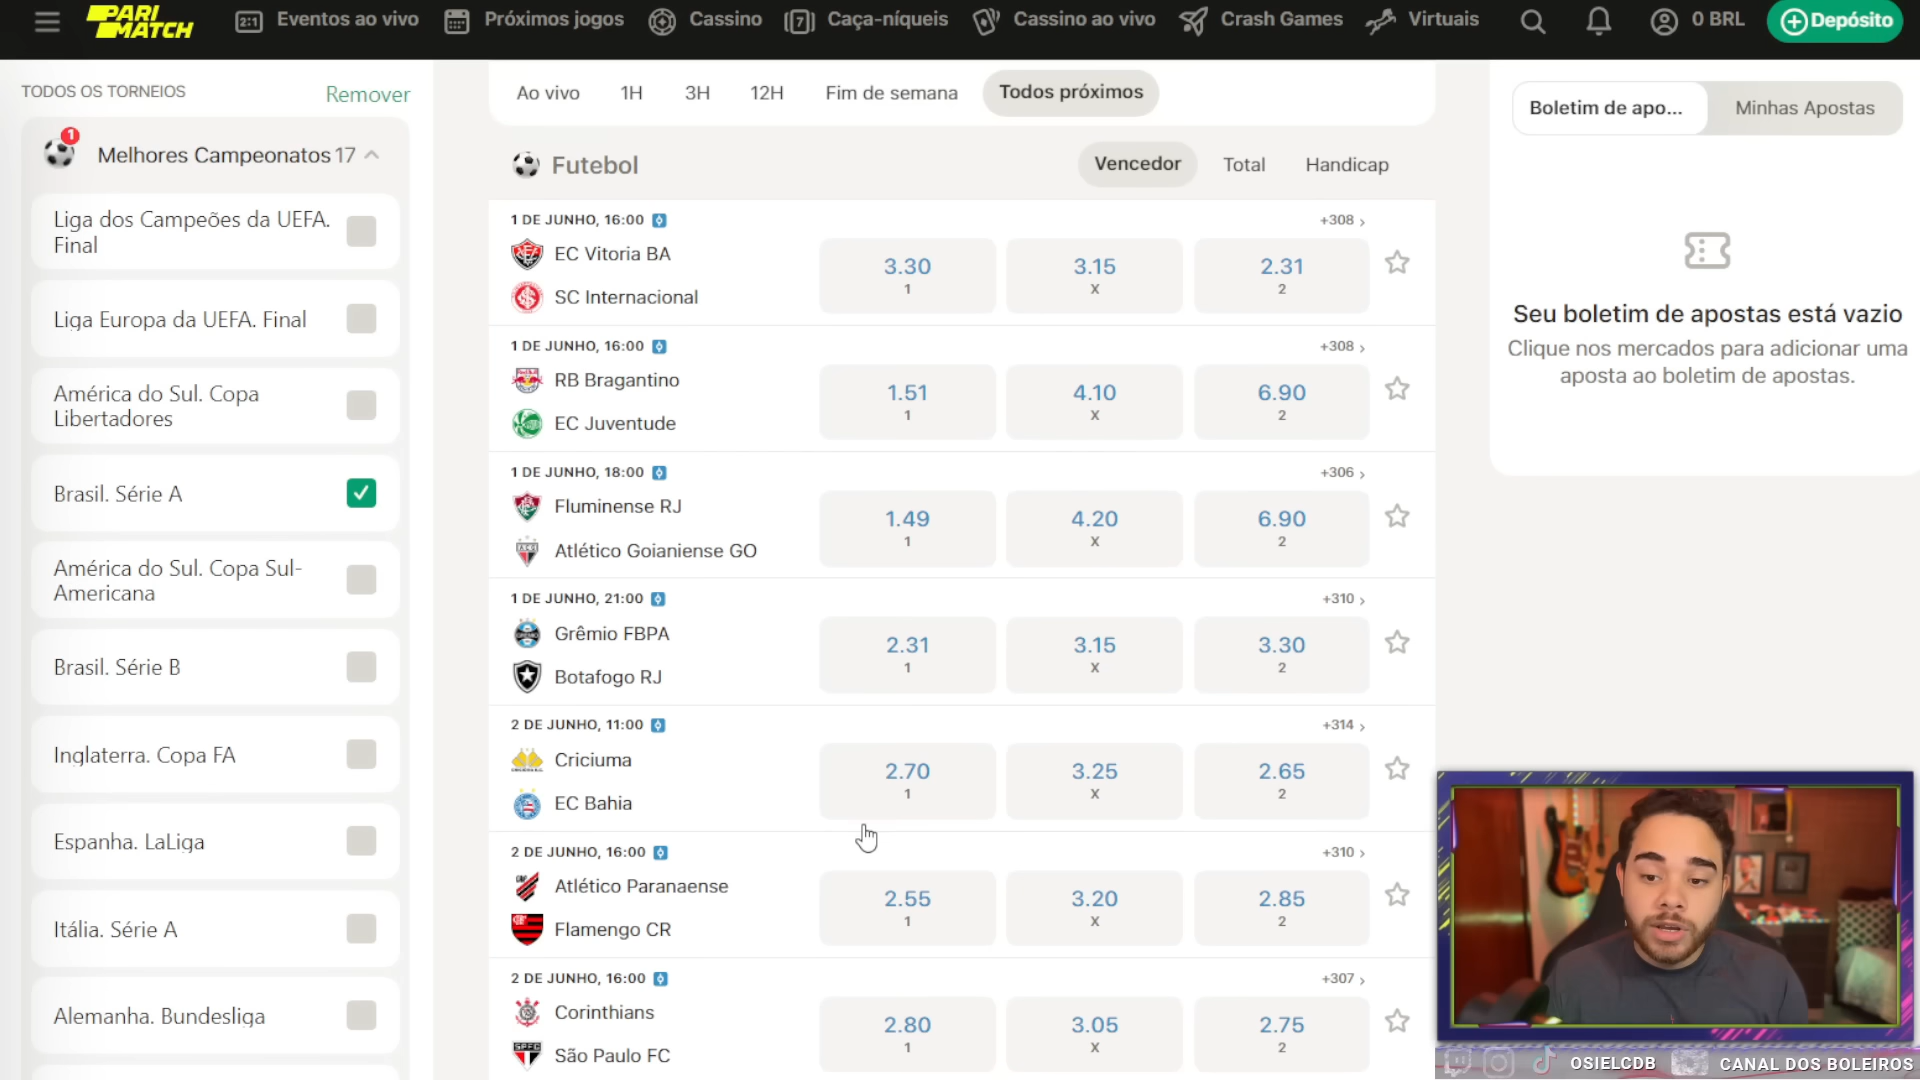 PARI MATCH
2:1 Eventos ao vivo
Próximos jogos
Cassino
7 Caça-níqueis
Cassino ao vivo
Crash Games
Virtuais
0 BRL
Depósito
TODOS OS TORNEIOS
Remover
1
Melhores Campeonatos 17
Liga dos Campeões da UEFA.
Final
Liga Europa da UEFA. Final
América do Sul. Copa
Libertadores
Brasil. Série A
América do Sul. Copa Sul-
Americana
Brasil. Série B
Inglaterra. Copa FA
Espanha. LaLiga
Itália. Série A
Alemanha. Bundesliga
Ao vivo 1H 3H 12H Fim de semana Todos próximos
Futebol
Vencedor Total Handicap
1 DE JUNHO, 16:00 +308
EC Vitoria BA
SC Internacional
3.30 3.15 2.31
1 X 2
1 DE JUNHO, 16:00 +308
RB Bragantino
EC Juventude
1.51 4.10 6.90
1 X 2
1 DE JUNHO, 18:00 +306
Fluminense RJ
Atlético Goianiense GO
1.49 4.20 6.90
1 X 2
1 DE JUNHO, 21:00 +310
Grêmio FBPA
Botafogo RJ
2.31 3.15 3.30
1 X 2
2 DE JUNHO, 11:00 +314
Criciuma
EC Bahia
2.70 3.25 2.65
1 X 2
2 DE JUNHO, 16:00 +310
Atlético Paranaense
Flamengo CR
2.55 3.20 2.85
1 X 2
2 DE JUNHO, 16:00 +307
Corinthians
São Paulo FC
2.80 3.05 2.75
1 X 2
Boletim de apo... Minhas Apostas
Seu boletim de apostas está vazio
Clique nos mercados para adicionar uma
aposta ao boletim de apostas.
OSIELCDB CANAL DOS BOLEIROS